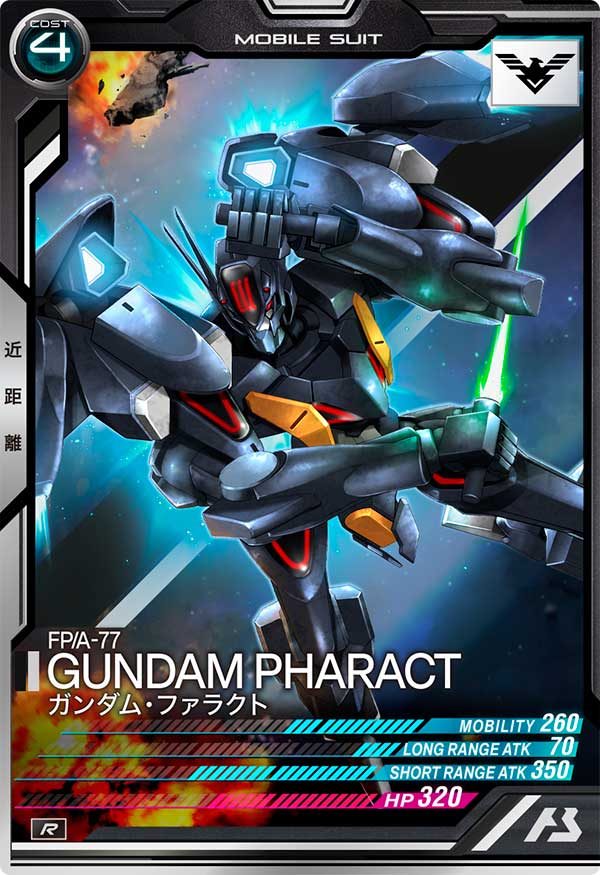 COST
4
MOBILE SUIT
近距離
FP/A-77
GUNDAM PHARACT
ガンダム・ファラクト
MOBILITY 260
LONG RANGE ATK 70
SHORT RANGE ATK 350
HP 320
R